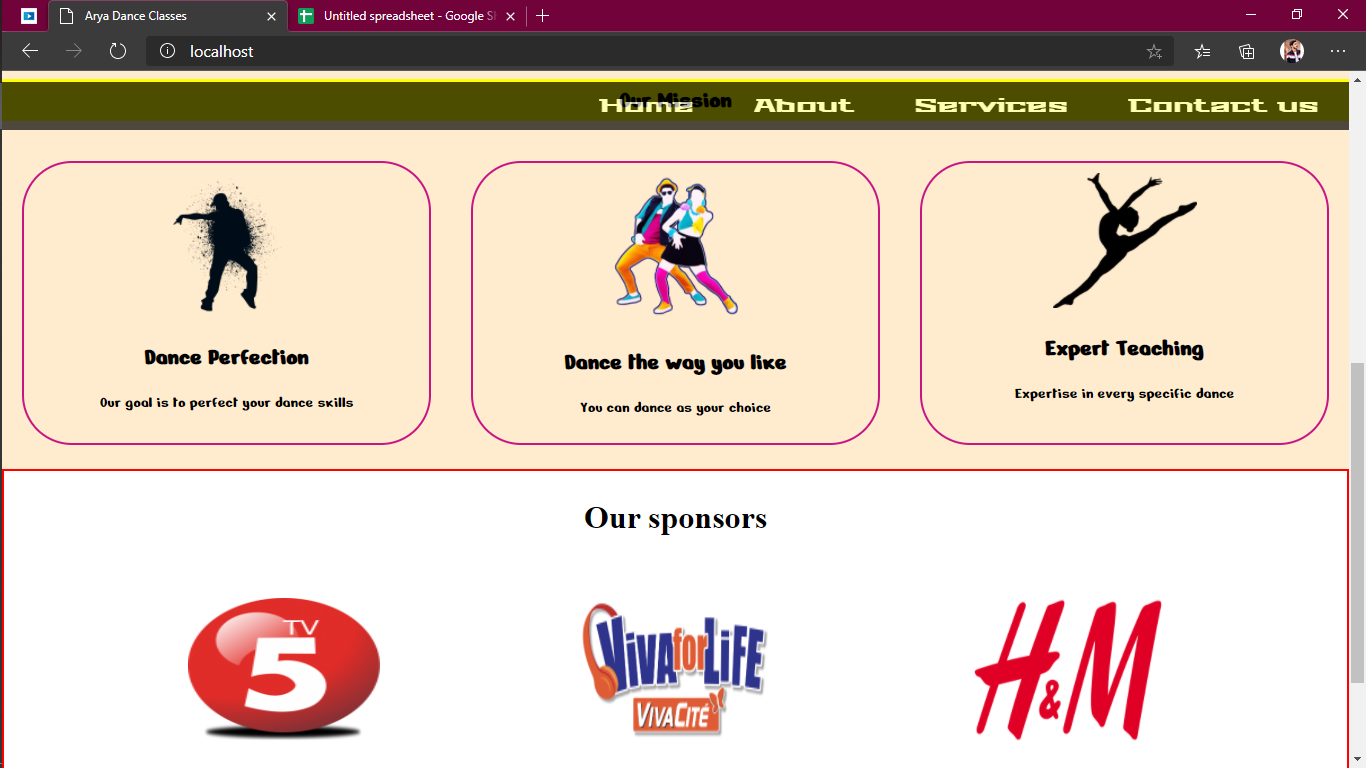 Arya Dance Classes
Untitled spreadsheet - Google Sh
localhost
Our Mission
Home About Services Contact us
Dance Perfection
Our goal is to perfect your dance skills
Dance the way you like
You can dance as your choice
Expert Teaching
Expertise in every specific dance
Our sponsors
TV
5
VivaforLiFE
VIVACITÉ
H&M